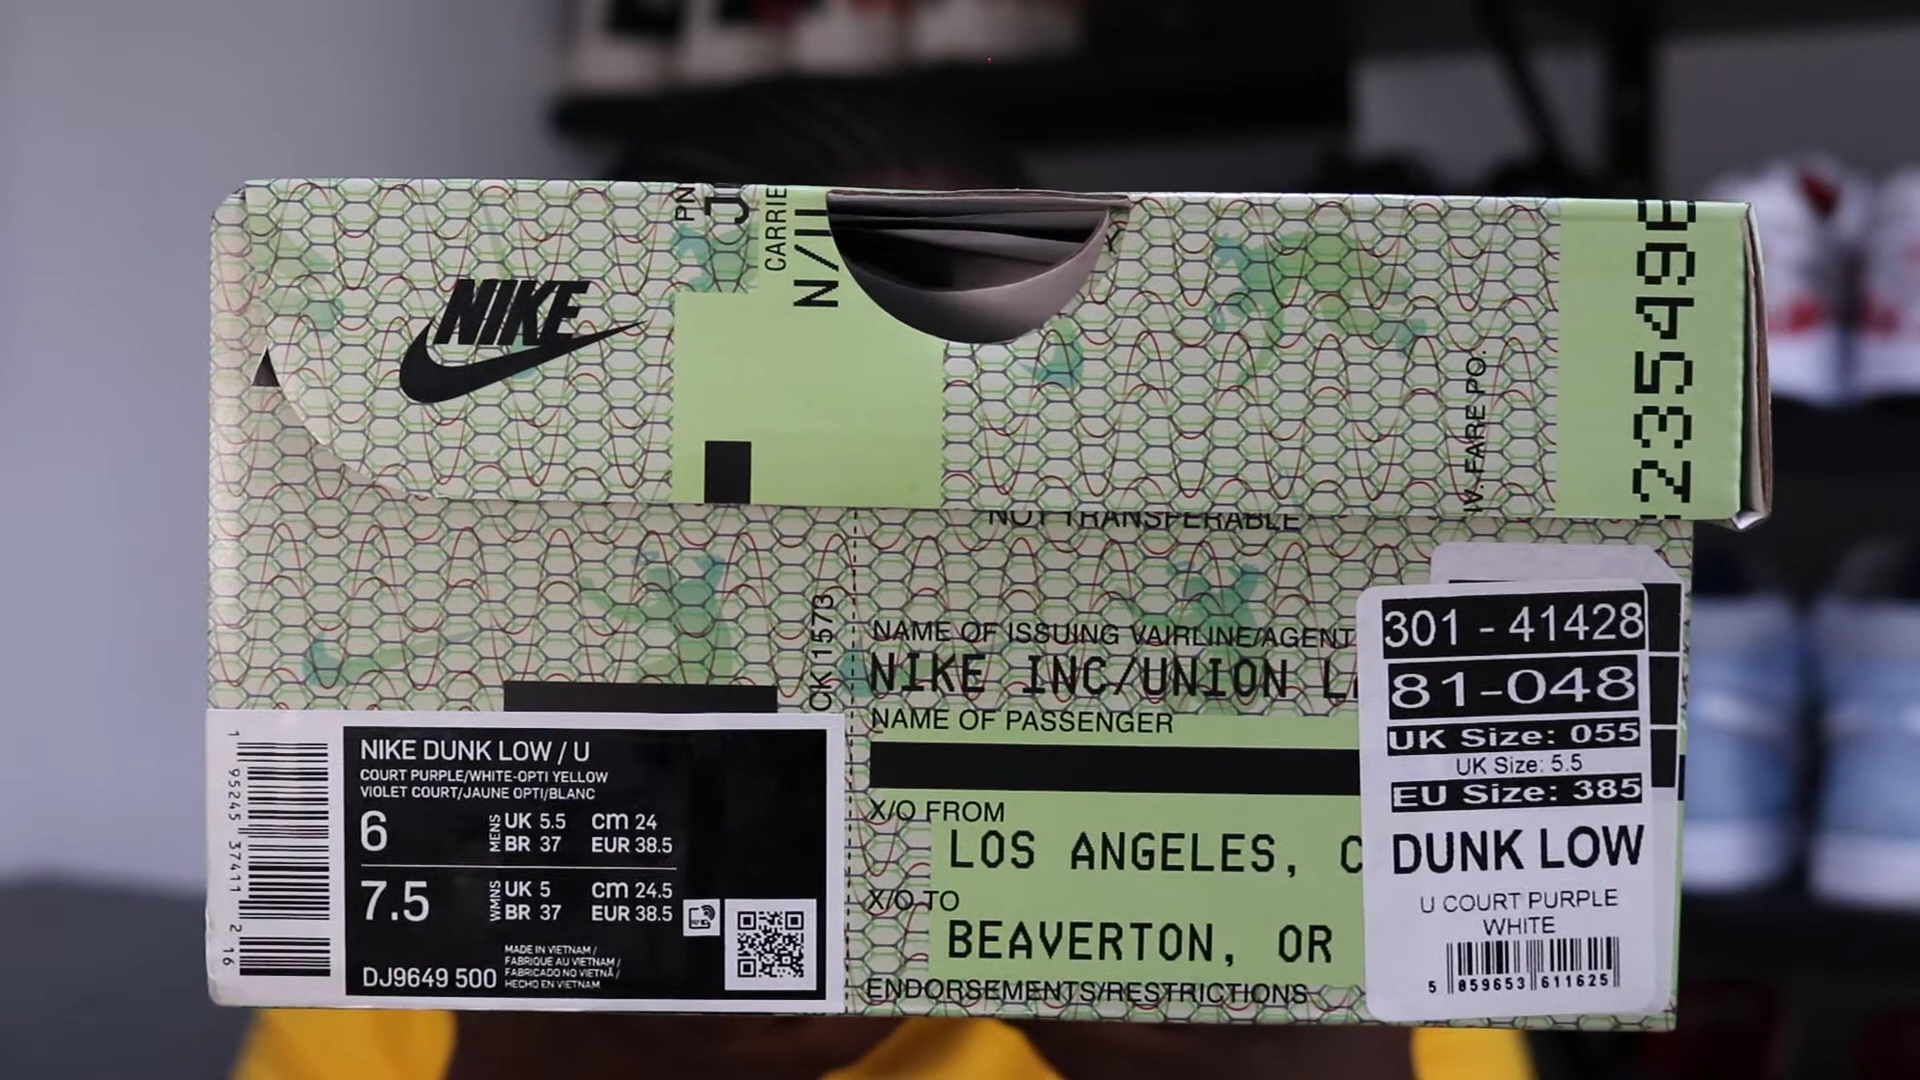 NIKE
PN
J
CARRIE
N/U
IV. FARE PO.
235496
NOT TRANSFERABLE
OK 1573
NAME OF ISSUING VAIRLINE/AGENT
NIKE INC/UNION L
NAME OF PASSENGER
X/O FROM
LOS ANGELES, C
X/O TO
BEAVERTON, OR
ENDORSEMENTS/RESTRICTIONS
1 95245 37411 2 16
NIKE DUNK LOW / U
COURT PURPLE/WHITE-OPTI YELLOW
VIOLET COURT/JAUNE OPTI/BLANC
6 MENS UK 5.5 cm 24
BR 37 EUR 38.5
7.5 WMNS UK 5 cm 24.5
BR 37 EUR 38.5
MADE IN VIETNAM /
FABRIQUE AU VIETNAM /
FABRICADO NO VIETNÃ /
HECHO EN VIETNAM
DJ9649 500
301 - 41428
81-048
UK Size: 055
UK Size: 5.5
EU Size: 385
DUNK LOW
U COURT PURPLE
WHITE
5 059653 611625